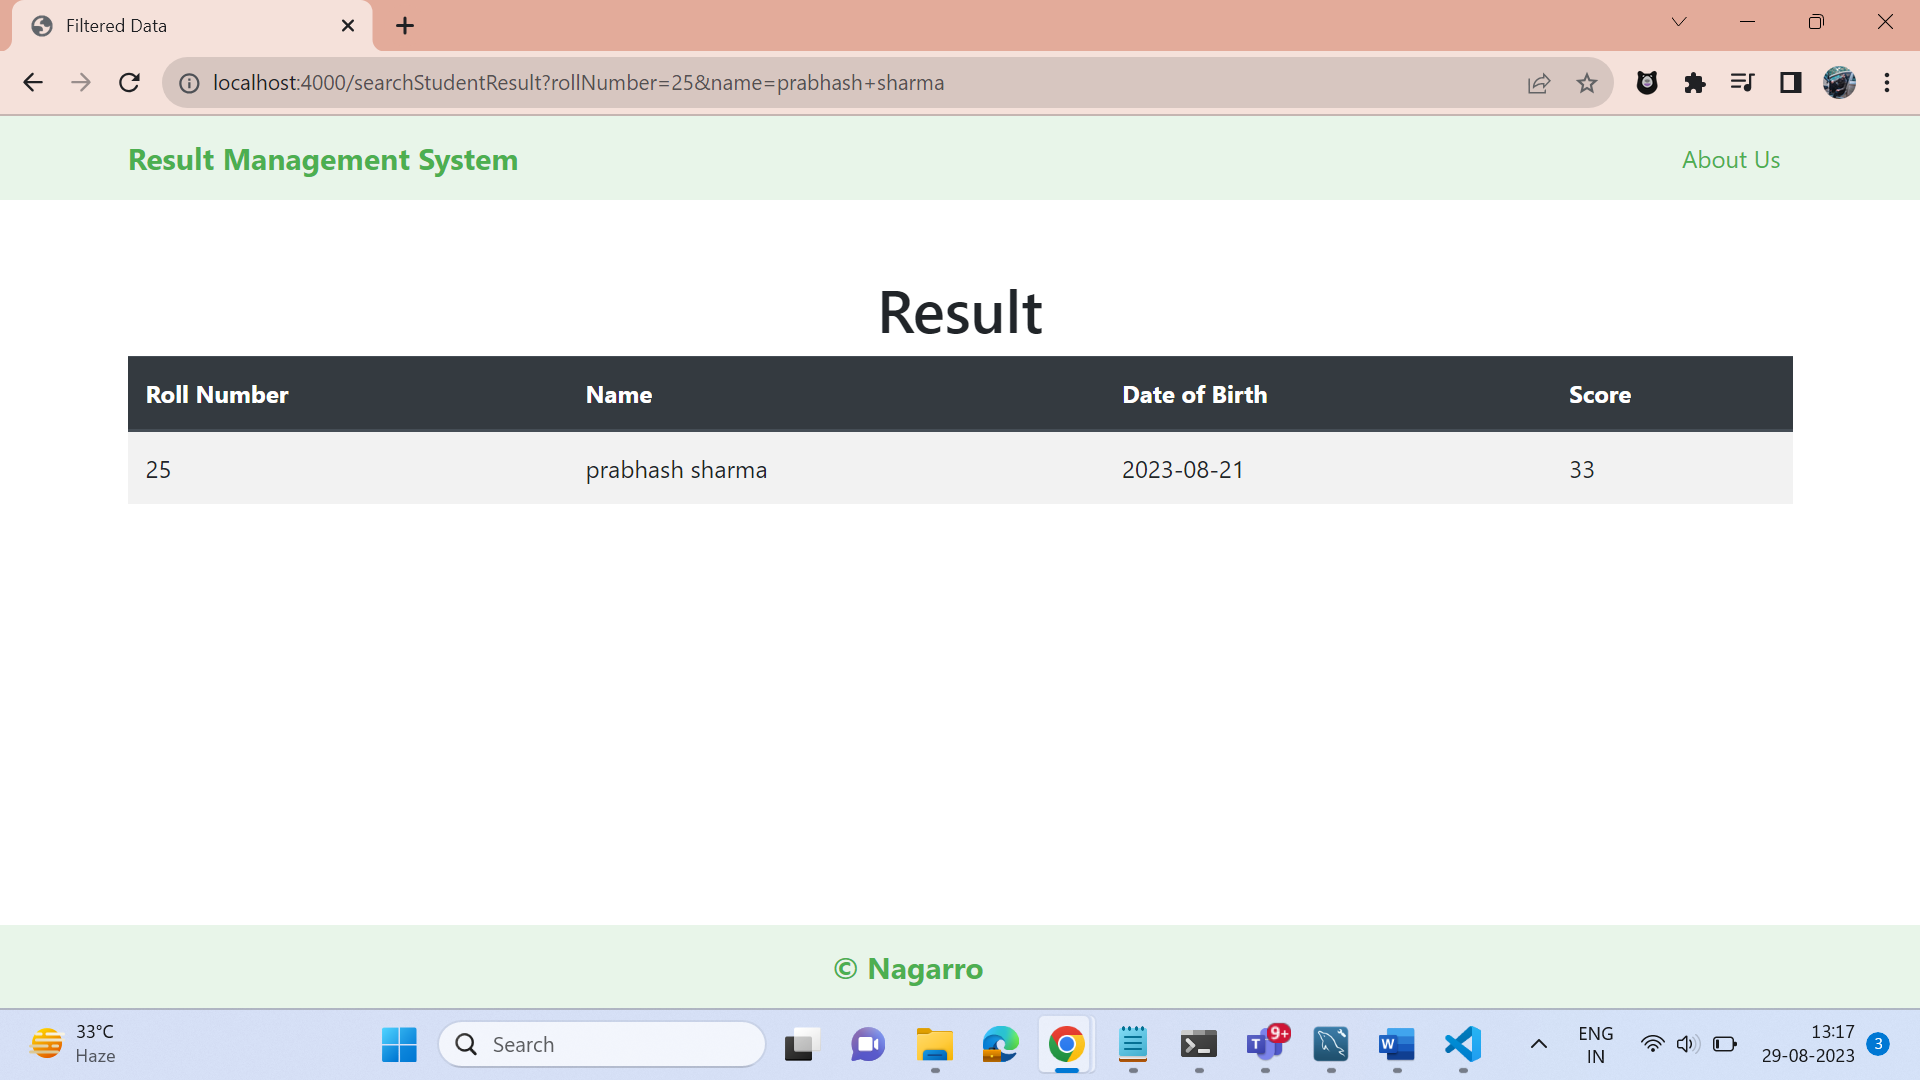 Filtered Data
localhost:4000/searchStudentResult?rollNumber=25&name=prabhash+sharma
Result Management System
About Us
Result
Roll Number Name Date of Birth Score
25 prabhash sharma 2023-08-21 33
© Nagarro
33°C
Haze
Search
9+
T
W
ENG
IN
13:17
29-08-2023
3